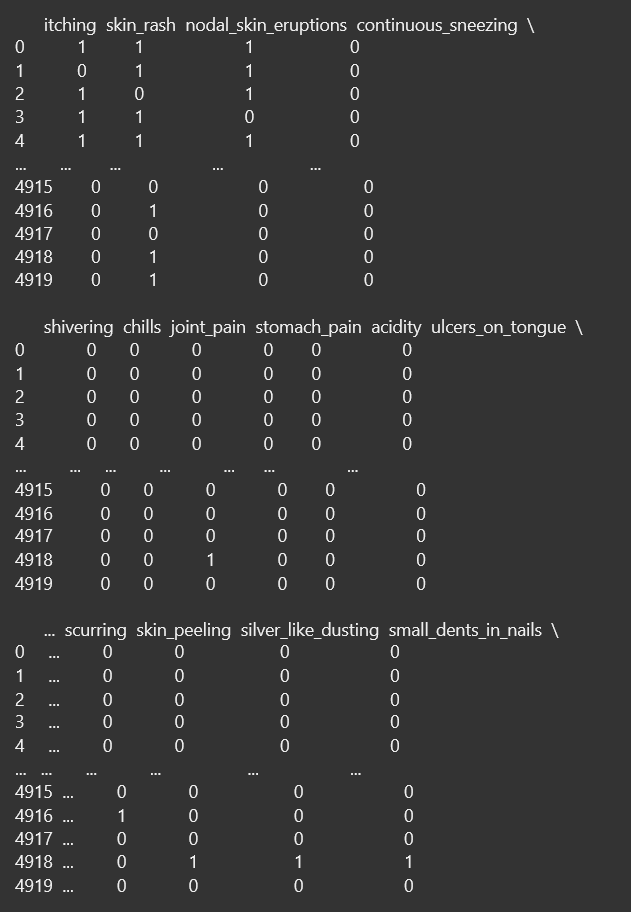 itching skin_rash nodal_skin_eruptions continuous_sneezing \
0 1 1 1 0
1 0 1 1 0
2 1 0 1 0
3 1 1 0 0
4 1 1 1 0
... ... ... ... ...
4915 0 0 0 0
4916 0 1 0 0
4917 0 0 0 0
4918 0 1 0 0
4919 0 1 0 0
shivering chills joint_pain stomach_pain acidity ulcers_on_tongue \
0 0 0 0 0 0 0
1 0 0 0 0 0 0
2 0 0 0 0 0 0
3 0 0 0 0 0 0
4 0 0 0 0 0 0
... ... ... ... ... ... ...
4915 0 0 0 0 0 0
4916 0 0 0 0 0 0
4917 0 0 0 0 0 0
4918 0 0 1 0 0 0
4919 0 0 0 0 0 0
... scurring skin_peeling silver_like_dusting small_dents_in_nails \
0 ... 0 0 0 0
1 ... 0 0 0 0
2 ... 0 0 0 0
3 ... 0 0 0 0
4 ... 0 0 0 0
... ... ... ... ... ...
4915 ... 0 0 0 0
4916 ... 1 0 0 0
4917 ... 0 0 0 0
4918 ... 0 1 1 1
4919 ... 0 0 0 0